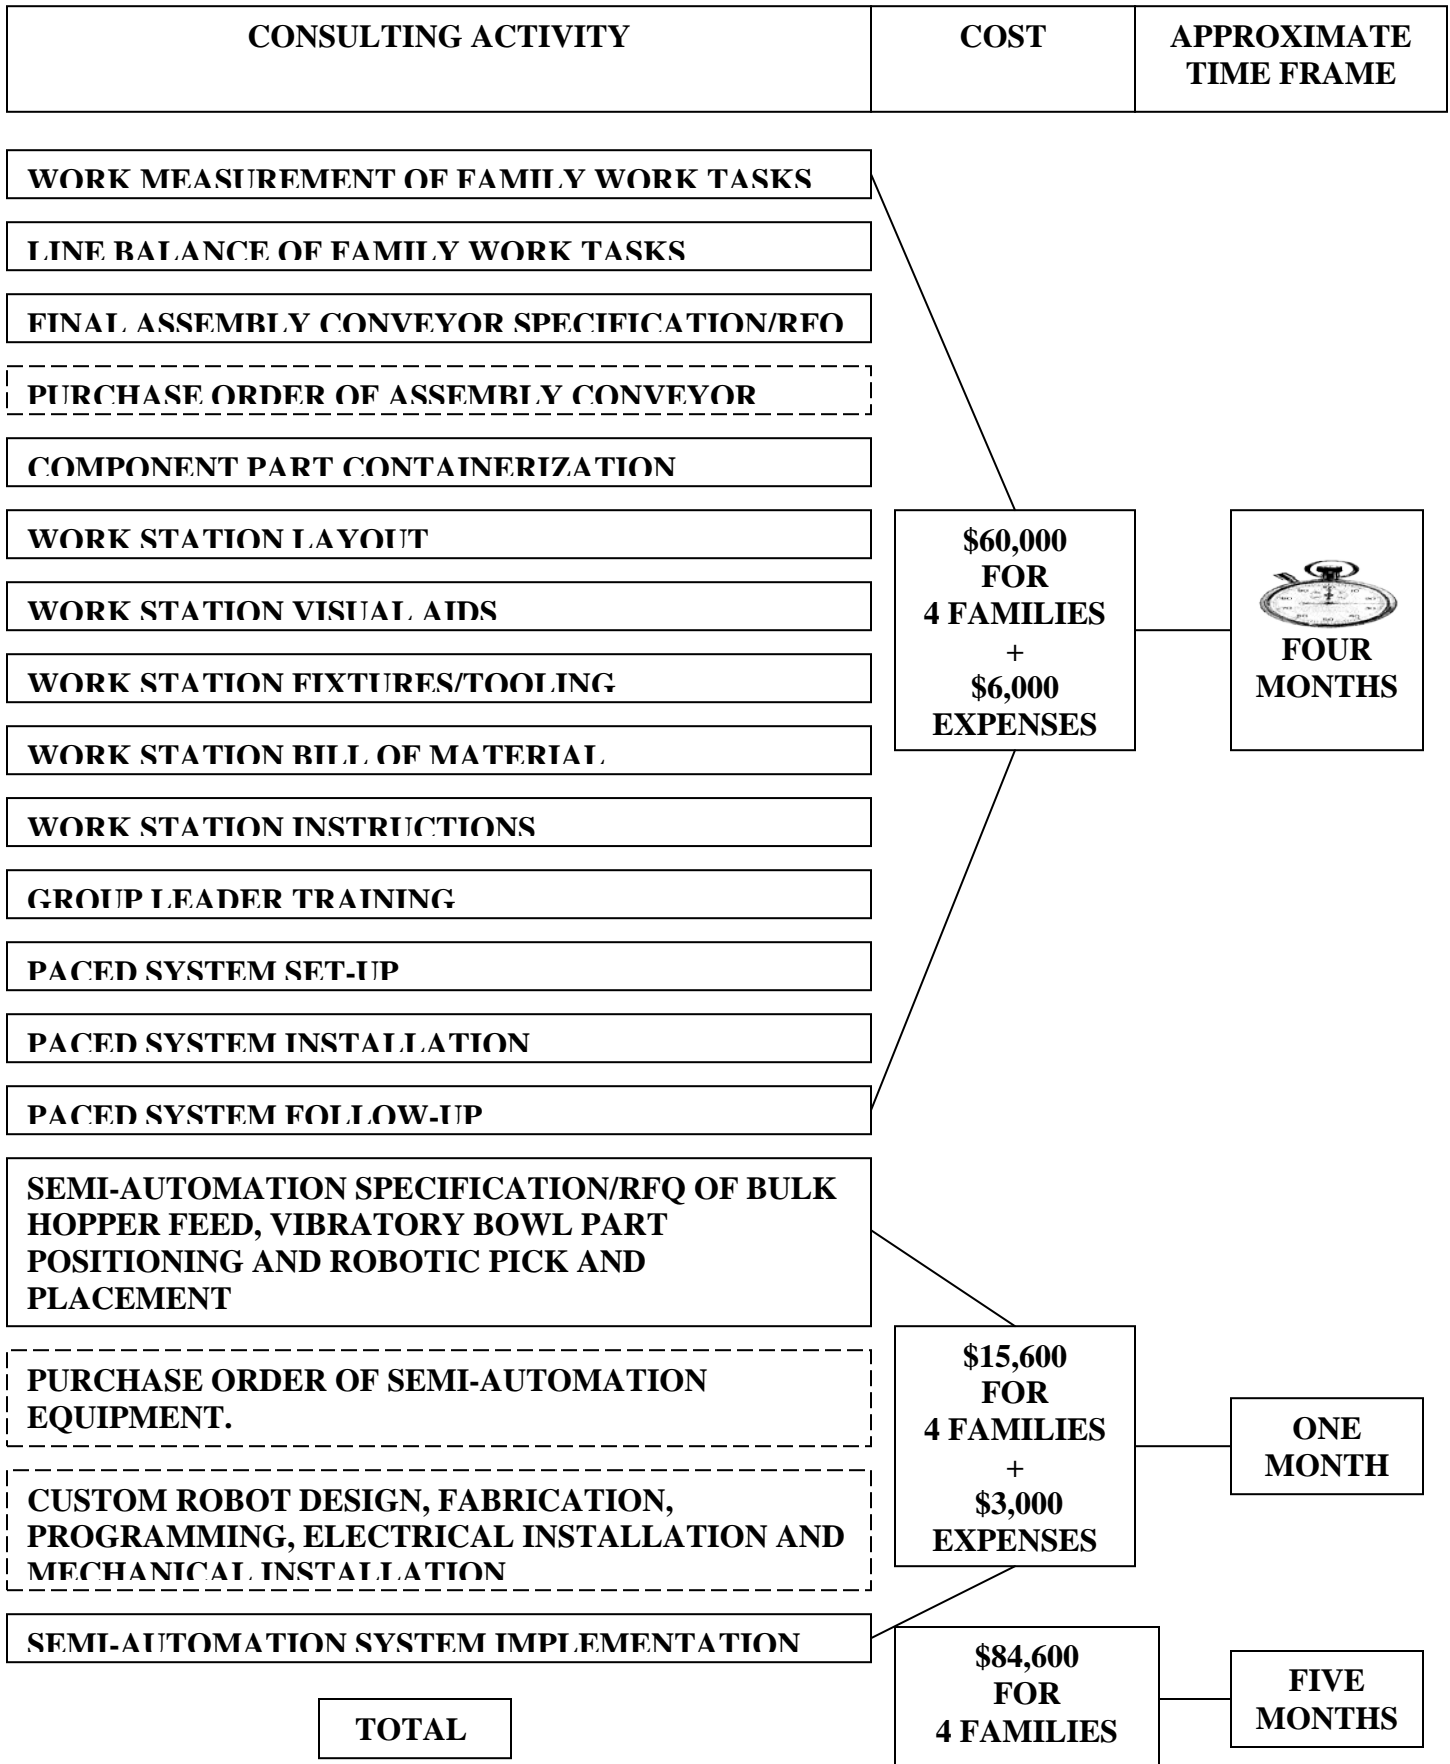 CONSULTING ACTIVITY
COST
APPROXIMATE
TIME FRAME
WORK MEASUREMENT OF FAMILY WORK TASKS
LINE BALANCE OF FAMILY WORK TASKS
FINAL ASSEMBLY CONVEYOR SPECIFICATION/RFQ
PURCHASE ORDER OF ASSEMBLY CONVEYOR
COMPONENT PART CONTAINERIZATION
WORK STATION LAYOUT
WORK STATION VISUAL AIDS
WORK STATION FIXTURES/TOOLING
WORK STATION BILL OF MATERIAL
WORK STATION INSTRUCTIONS
GROUP LEADER TRAINING
PACED SYSTEM SET-UP
PACED SYSTEM INSTALLATION
PACED SYSTEM FOLLOW-UP
$60,000
FOR
4 FAMILIES
+
$6,000
EXPENSES
FOUR
MONTHS
SEMI-AUTOMATION SPECIFICATION/RFQ OF BULK
HOPPER FEED, VIBRATORY BOWL PART
POSITIONING AND ROBOTIC PICK AND
PLACEMENT
PURCHASE ORDER OF SEMI-AUTOMATION
EQUIPMENT.
CUSTOM ROBOT DESIGN, FABRICATION,
PROGRAMMING, ELECTRICAL INSTALLATION AND
MECHANICAL INSTALLATION
SEMI-AUTOMATION SYSTEM IMPLEMENTATION
$15,600
FOR
4 FAMILIES
+
$3,000
EXPENSES
ONE
MONTH
TOTAL
$84,600
FOR
4 FAMILIES
FIVE
MONTHS